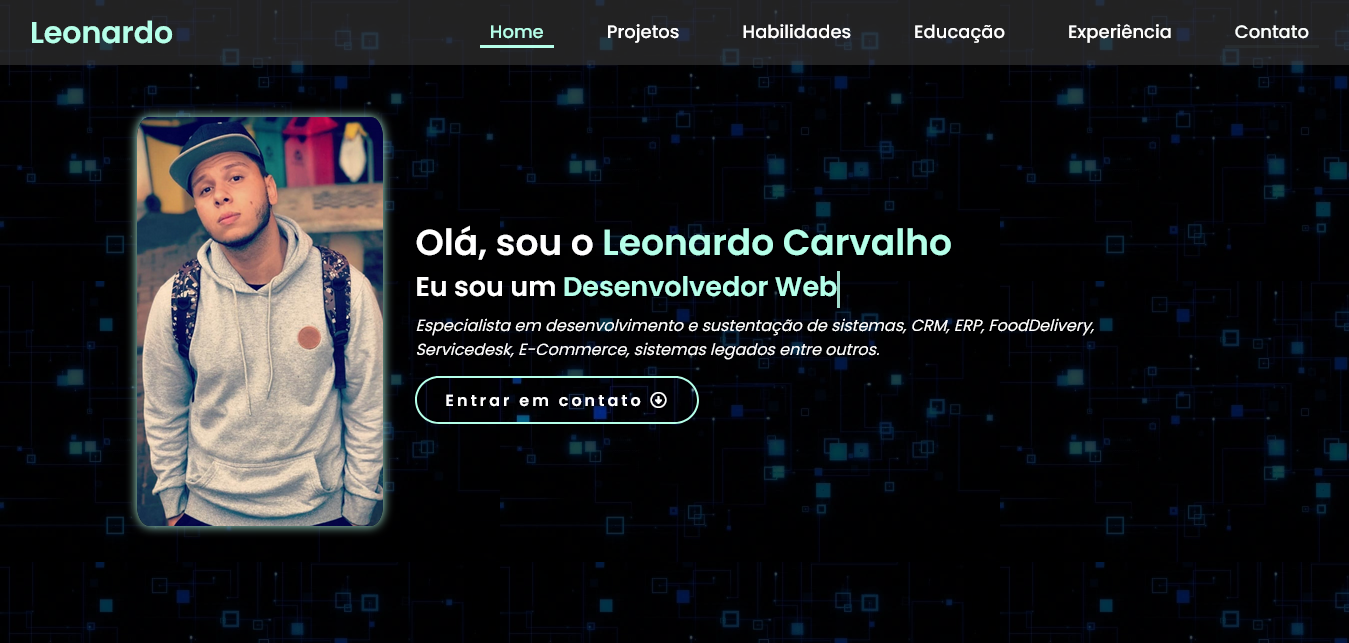 Leonardo
Home
Projetos
Habilidades
Educação
Experiência
Contato
Olá, sou o Leonardo Carvalho
Eu sou um Desenvolvedor Web
Especialista em desenvolvimento e sustentação de sistemas, CRM, ERP, FoodDelivery,
Servicedesk, E-Commerce, sistemas legados entre outros.
Entrar em contato